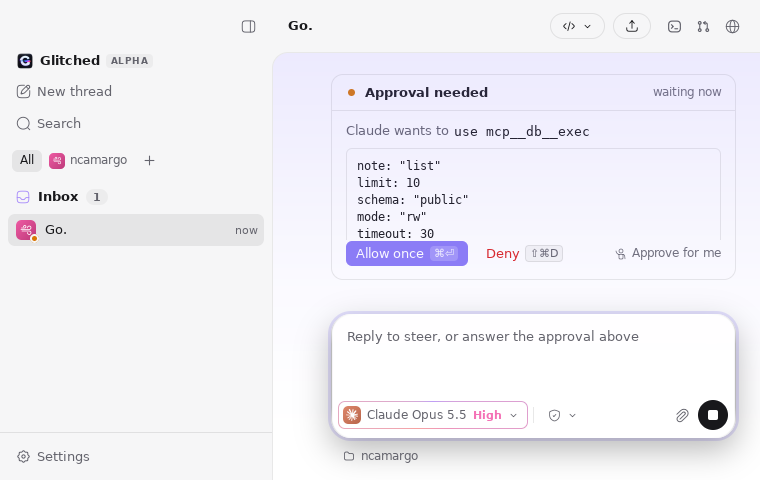 Go.
Glitched ALPHA
New thread
Search
All ncamargo
Inbox 1
Go. now
Settings
Approval needed waiting now
Claude wants to use mcp__db__exec
note: "list"
limit: 10
schema: "public"
mode: "rw"
timeout: 30
Allow once ⌘⏎ Deny ⇧⌘D Approve for me
Reply to steer, or answer the approval above
Claude Opus 5.5 High
ncamargo